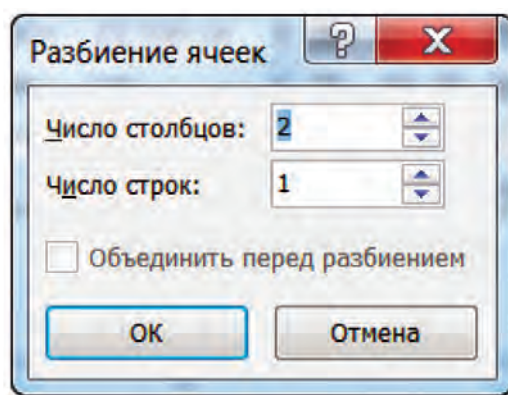 Разбиение ячеек
Число столбцов: 2
Число строк: 1
Объединить перед разбиением
ОК Отмена